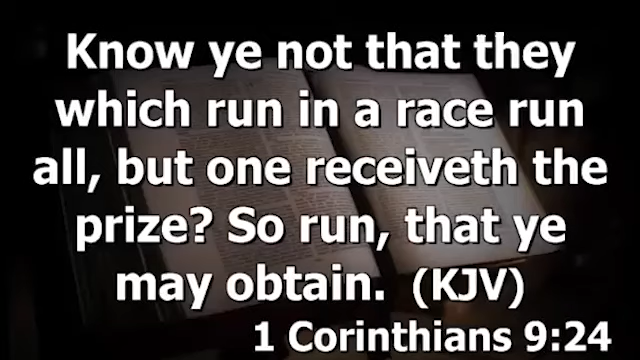 Know ye not that they
which run in a race run
all, but one receiveth the
prize? So run, that ye
may obtain. (KJV)
1 Corinthians 9:24